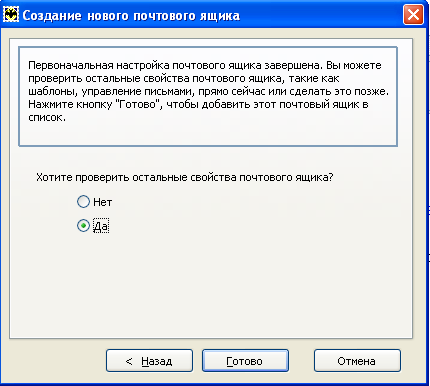 Создание нового почтового ящика
Первоначальная настройка почтового ящика завершена. Вы можете
проверить остальные свойства почтового ящика, такие как
шаблоны, управление письмами, прямо сейчас или сделать это позже.
Нажмите кнопку "Готово", чтобы добавить этот почтовый ящик в
список.
Хотите проверить остальные свойства почтового ящика?
Нет
Да
< Назад
Готово
Отмена